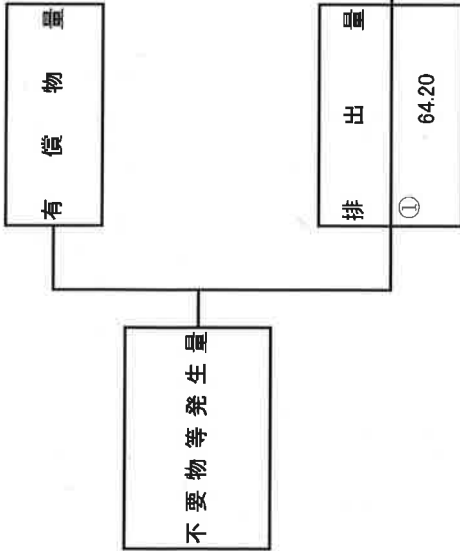 不要物等発生量
有償物量
排出量
①
64.20